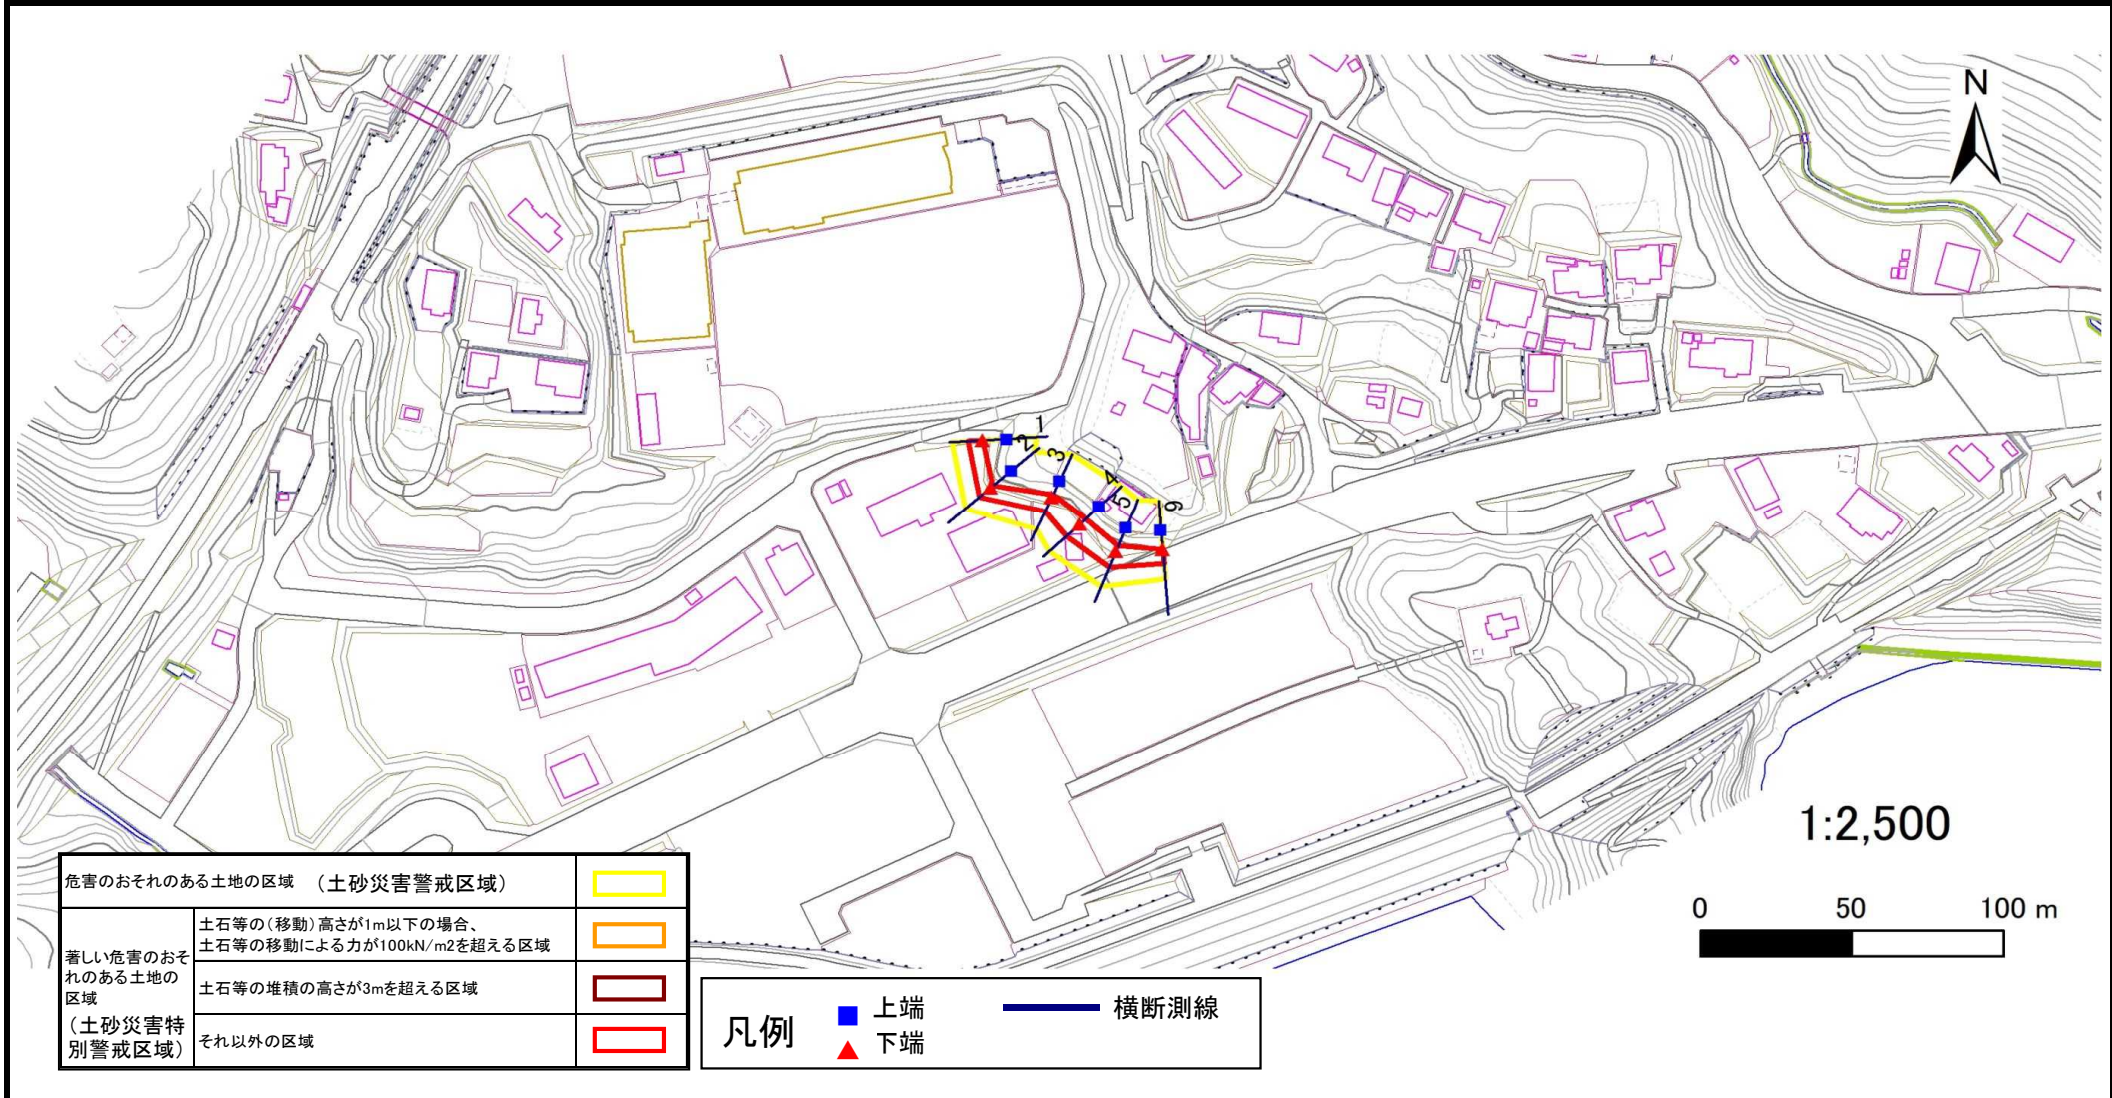 N
1
2
3
4
5
6
1:2,500
0 50 100 m
危害のおそれのある土地の区域 (土砂災害警戒区域)
著しい危害のおそ
れのある土地の
区域
(土砂災害特
別警戒区域)
土石等の(移動)高さが1m以下の場合、
土石等の移動による力が100kN/m2を超える区域
土石等の堆積の高さが3mを超える区域
それ以外の区域
凡例
上端
下端
横断測線